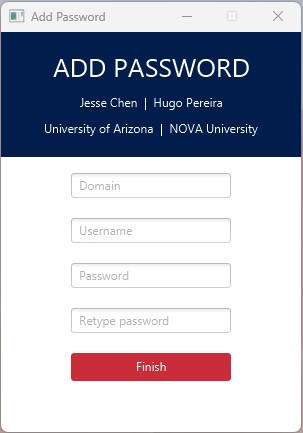 Add Password
ADD PASSWORD
Jesse Chen | Hugo Pereira
University of Arizona | NOVA University
Domain
Username
Password
Retype password
Finish